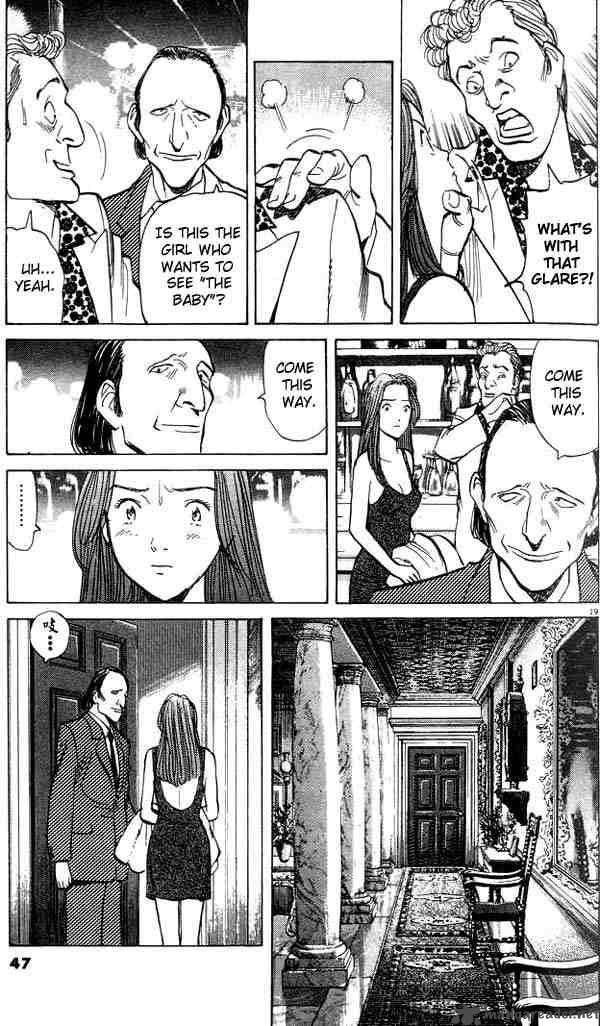 WHAT'S
WITH
THAT
GLARE?!
IS THIS THE
GIRL WHO
WANTS TO
SEE "THE
BABY"?
UH...
YEAH.
COME
THIS
WAY.
COME
THIS
WAY.
........
19
吱…
47